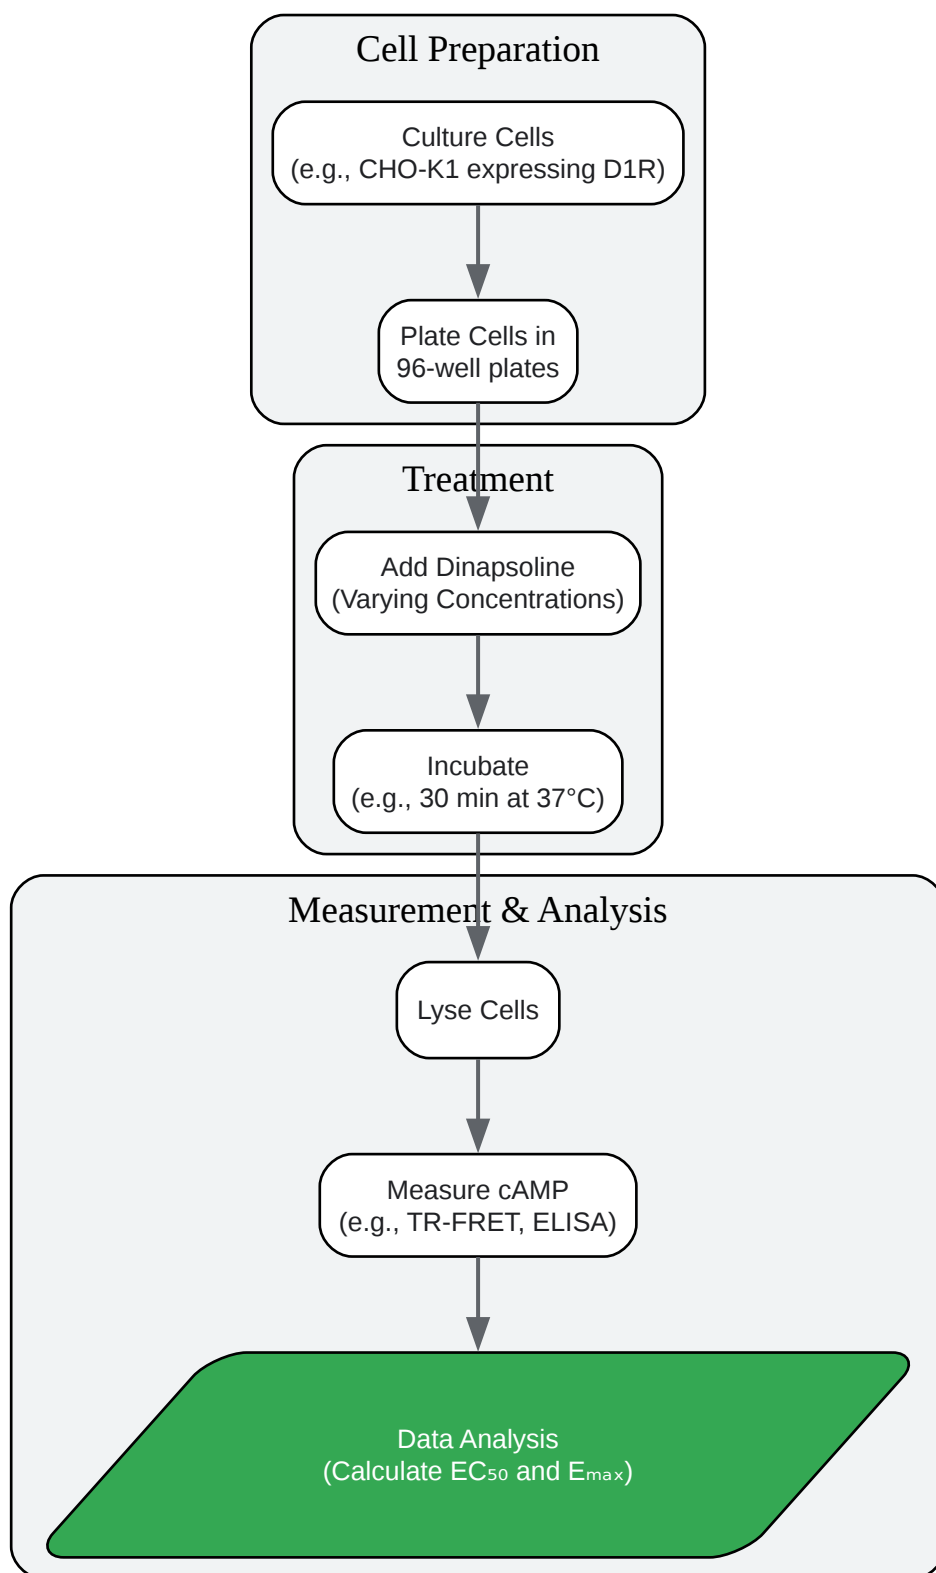 Cell Preparation
Culture Cells
(e.g., CHO-K1 expressing D1R)
Plate Cells in
96-well plates
Treatment
Add Dinapsoline
(Varying Concentrations)
Incubate
(e.g., 30 min at 37°C)
Measurement & Analysis
Lyse Cells
Measure cAMP
(e.g., TR-FRET, ELISA)
Data Analysis
(Calculate EC₅₀ and Eₘₐₓ)